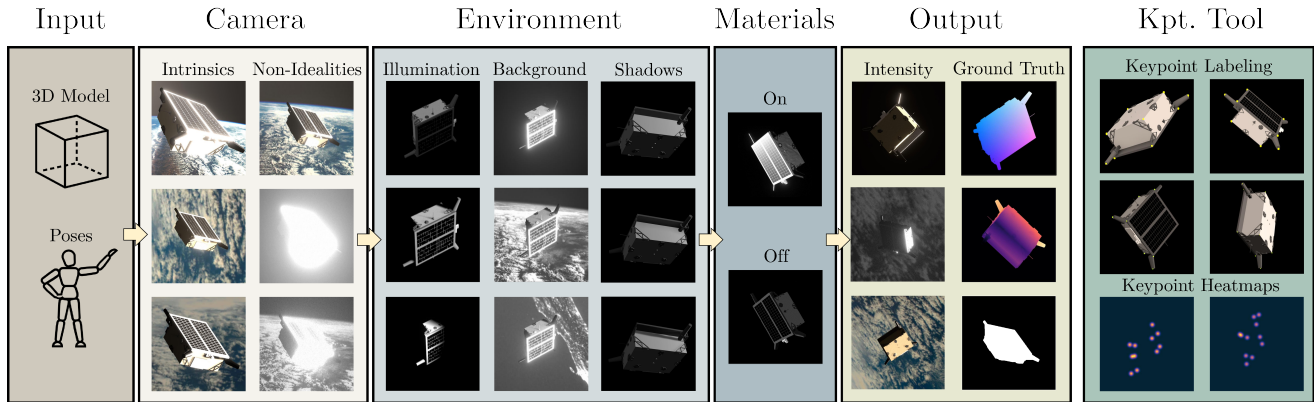 Input
Camera
Environment
Materials
Output
Kpt. Tool
3D Model
Poses
Intrinsics
Non-Idealities
Illumination
Background
Shadows
On
Off
Intensity
Ground Truth
Keypoint Labeling
Keypoint Heatmaps